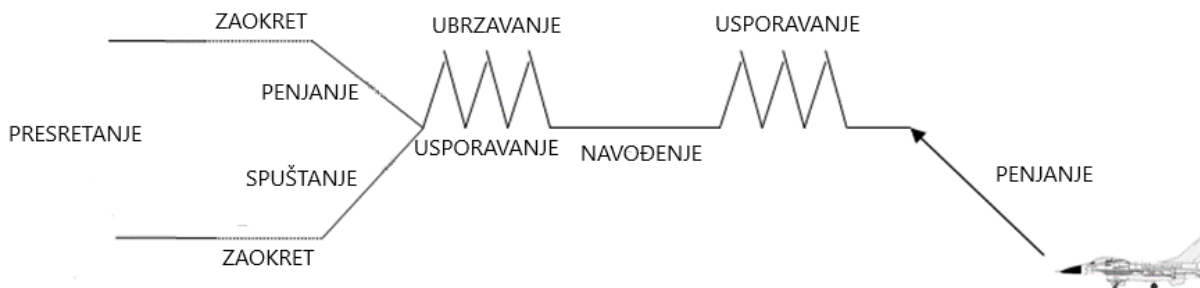 ZAOKRET
UBRZAVANJE
USPORAVANJE
PENJANJE
PRESRETANJE
USPORAVANJE
NAVOĐENJE
SPUŠTANJE
PENJANJE
ZAOKRET